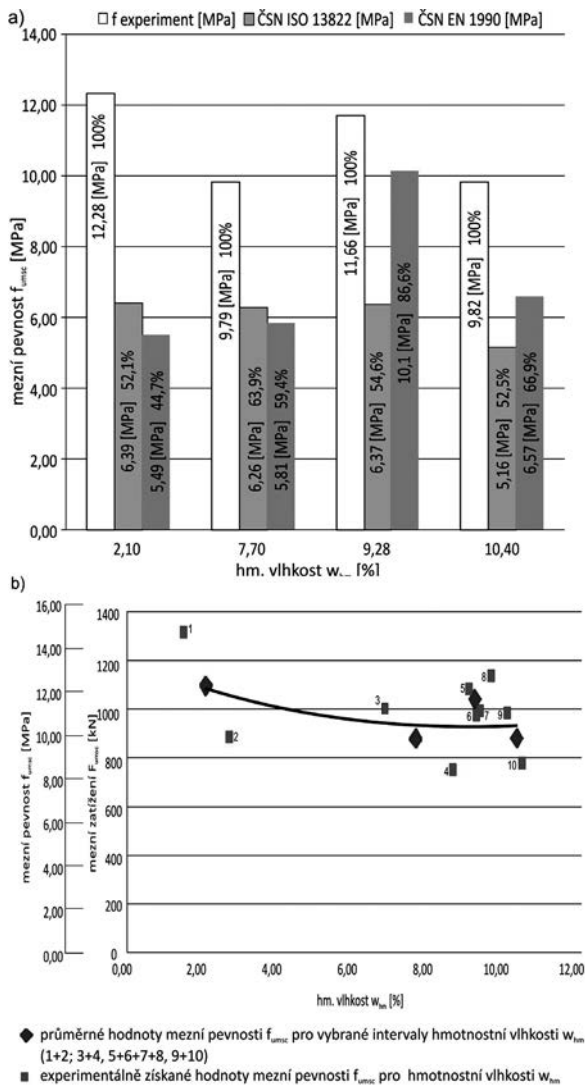 a)
f experiment [MPa] ČSN ISO 13822 [MPa] ČSN EN 1990 [MPa]
mezní pevnost fumsc [MPa]
14,00
12,00
10,00
8,00
6,00
4,00
2,00
0,00
12,28 [MPa] 100%
6,39 [MPa] 52,1%
5,49 [MPa] 44,7%
9,79 [MPa] 100%
6,26 [MPa] 63,9%
5,81 [MPa] 59,4%
11,66 [MPa] 100%
6,37 [MPa] 54,6%
10,1 [MPa] 86,6%
9,82 [MPa] 100%
5,16 [MPa] 52,5%
6,57 [MPa] 66,9%
2,10 7,70 9,28 10,40
hm. vlhkost whm [%]
b)
mezní pevnost fumsc [MPa]
16,00
14,00
12,00
10,00
8,00
6,00
4,00
2,00
0,00
mezní zatížení Fumsc [kN]
1400
1200
1000
800
600
400
200
0
1
2
3
4
5
6
7
8
9
10
0,00 2,00 4,00 6,00 8,00 10,00 12,00
hm. vlhkost whm [%]
průměrné hodnoty mezní pevnosti fumsc pro vybrané intervaly hmotnostní vlhkosti whm
(1+2; 3+4, 5+6+7+8, 9+10)
experimentálně získané hodnoty mezní pevnosti fumsc pro hmotnostní vlhkosti whm